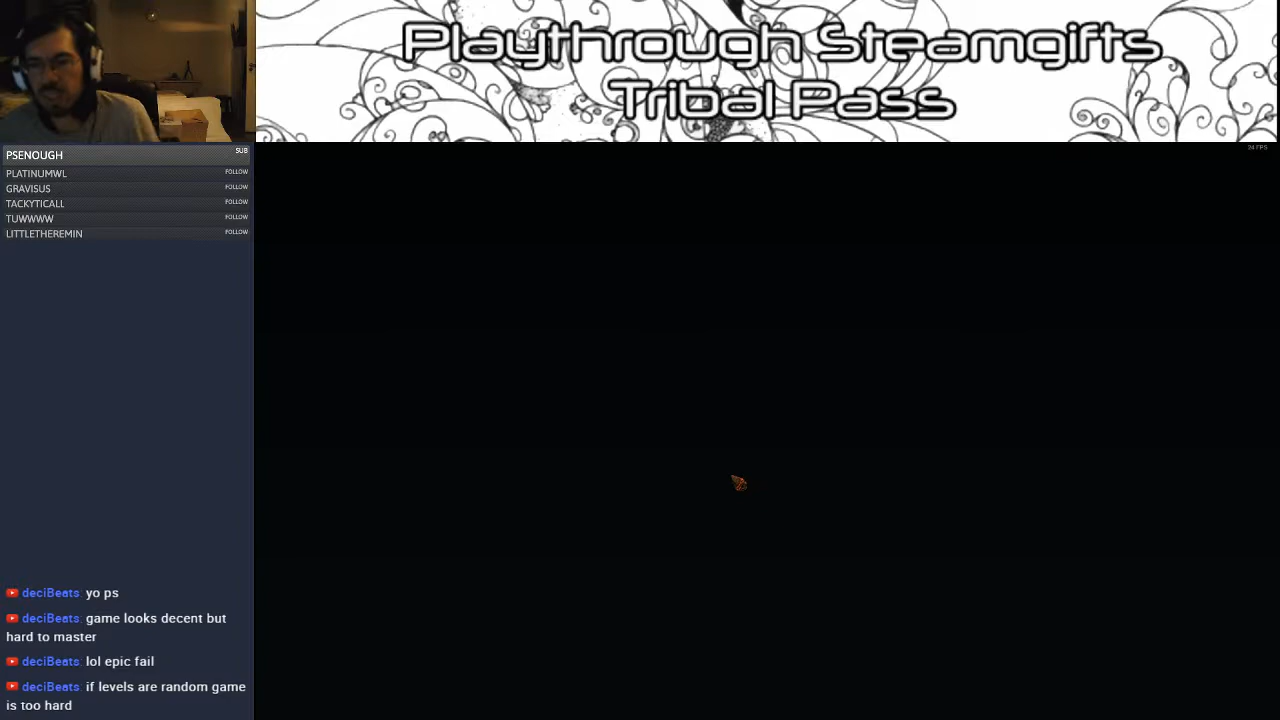 Playthrough Steamgifts
Tribal Pass
PSENOUGH SUB
PLATINUMWL FOLLOW
GRAVISUS FOLLOW
TACKYTICALL FOLLOW
TUWWWW FOLLOW
LITTLETHEREMIN FOLLOW
24 FPS
deciBeats: yo ps
deciBeats: game looks decent but
hard to master
deciBeats: lol epic fail
deciBeats: if levels are random game
is too hard